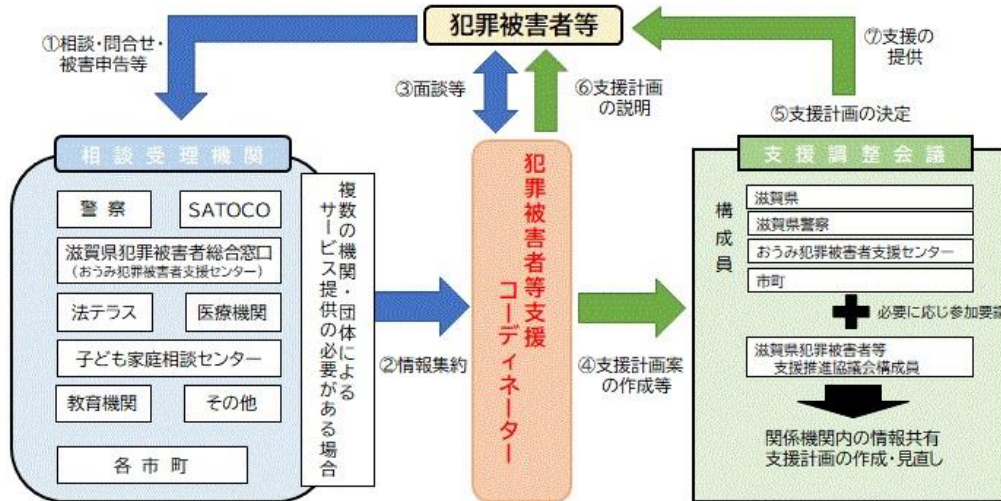 犯罪被害者等
①相談・問合せ・
被害申告等
③面談等
⑥支援計画
の説明
⑦支援の
提供
⑤支援計画の決定
相談受理機関
警察
SATOCO
滋賀県犯罪被害者総合窓口
(おうみ犯罪被害者支援センター)
法テラス
医療機関
子ども家庭相談センター
教育機関
その他
各市町
複数の機関・団体による
サービス提供の必要がある場合
②情報集約
犯罪被害者等支援
コーディネーター
④支援計画案
の作成等
支援調整会議
構成員
滋賀県
滋賀県警察
おうみ犯罪被害者支援センター
市町
必要に応じ参加要請
滋賀県犯罪被害者等
支援推進協議会構成員
関係機関内の情報共有
支援計画の作成・見直し